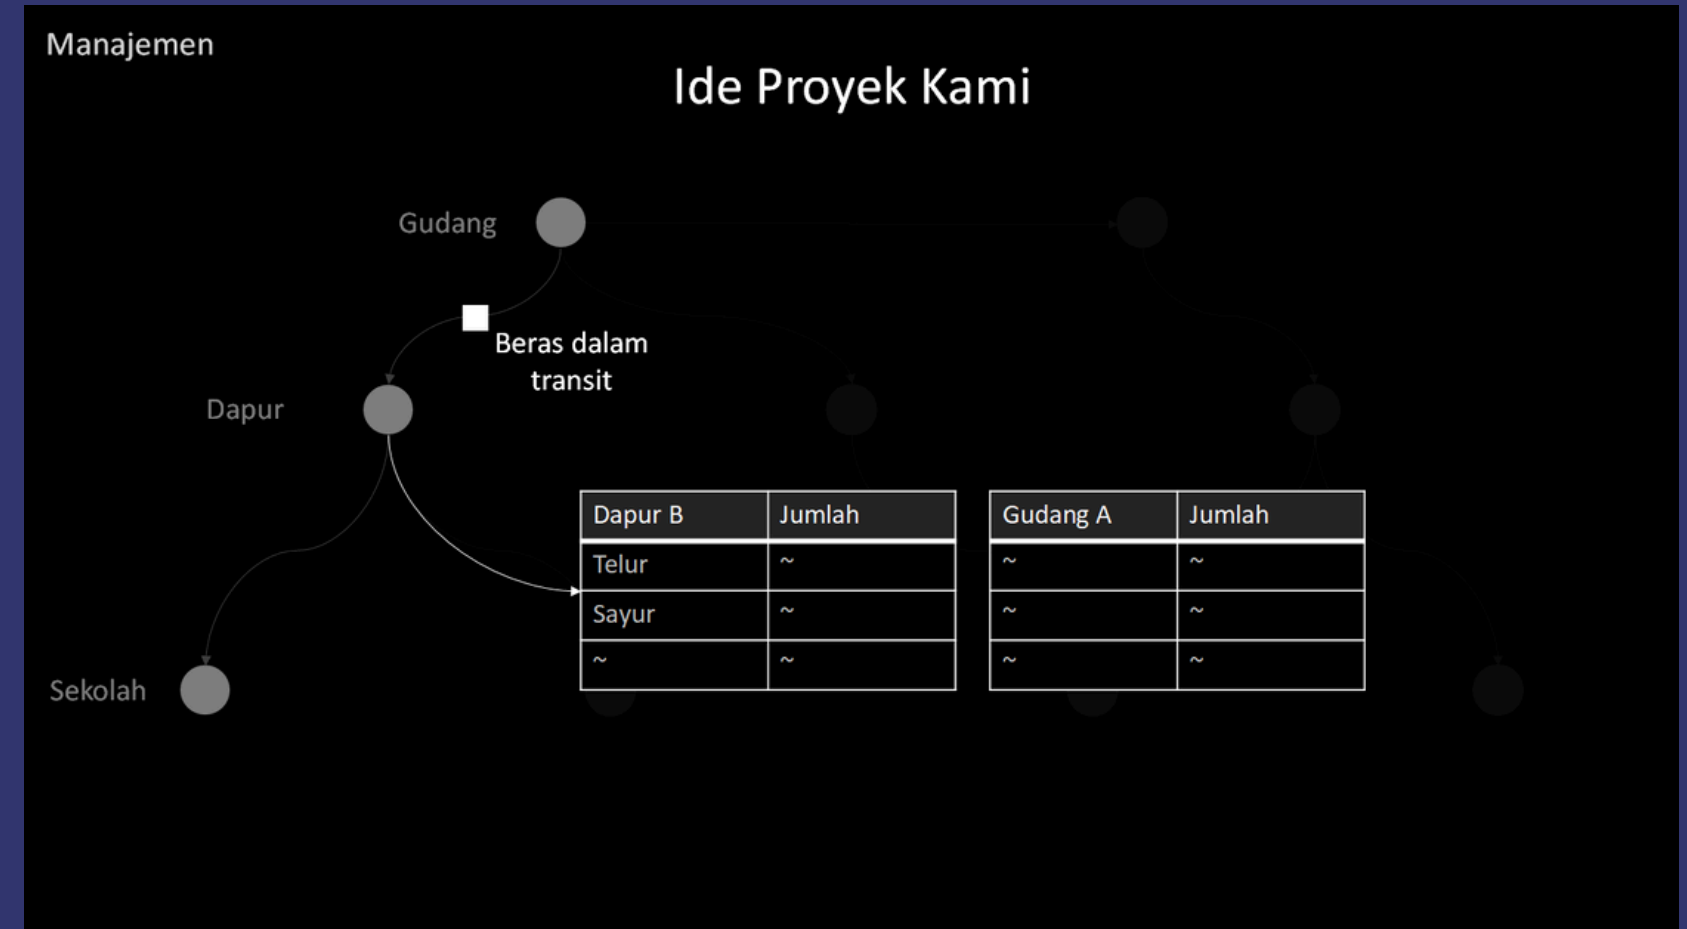 Manajemen
Ide Proyek Kami
Gudang
Beras dalam
transit
Dapur
Dapur B Jumlah
Telur ~
Sayur ~
~ ~
Gudang A Jumlah
~ ~
~ ~
~ ~
Sekolah